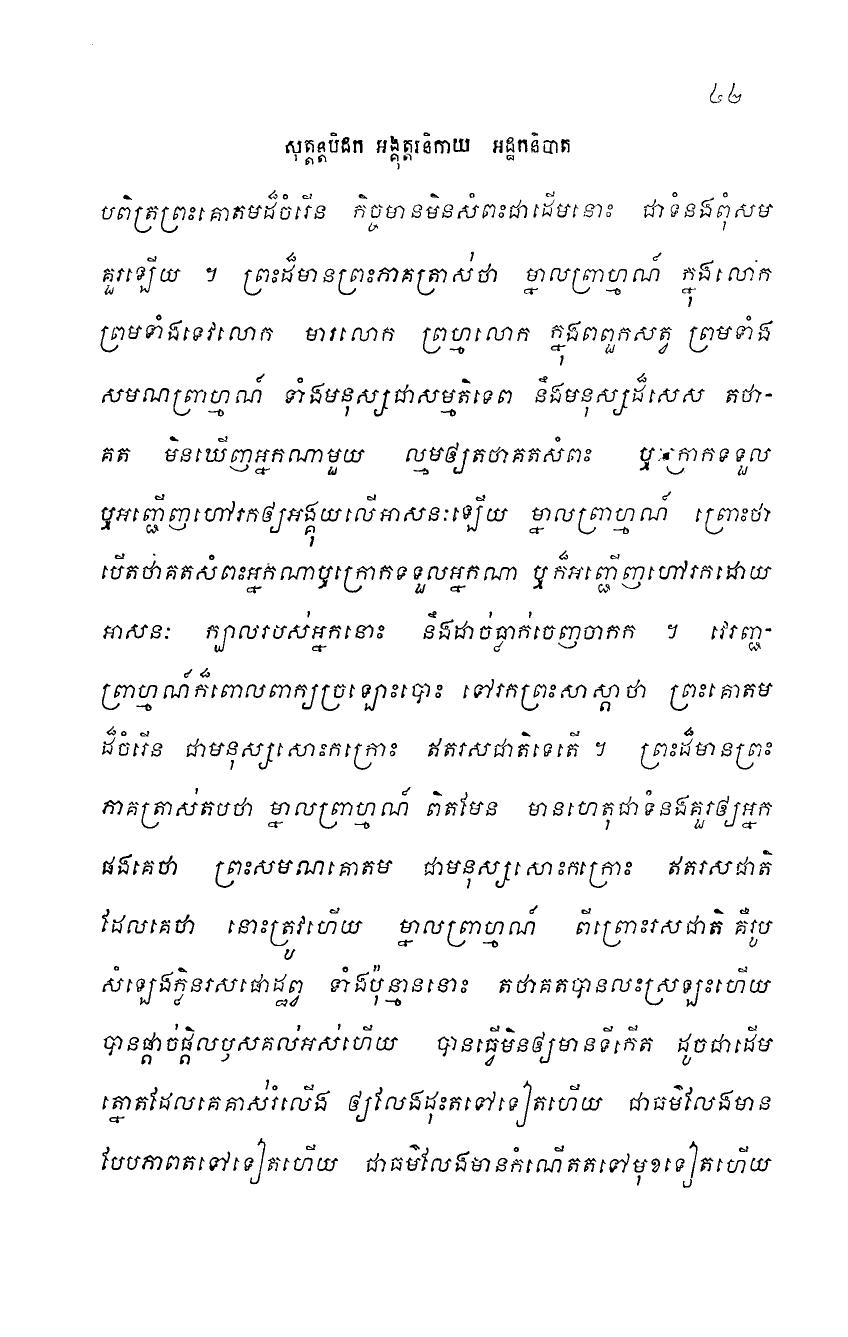 ៤២
សុត្តន្តបិដក អង្គុត្តរនិកាយ អដ្ឋកនិបាត
បពិត្រព្រះគោតមដ៏ចំរើន កិច្ចមានមិនសំពះជាដើមនោះ ជាទំនងពុំសម
គួរឡើយ ។ ព្រះដ៏មានព្រះភាគត្រាស់ថា ម្នាលព្រាហ្មណ៍ ក្នុងលោក
ព្រមទាំងទេវលោក មារលោក ព្រហ្មលោក ក្នុងពពួកសត្វ ព្រមទាំង
សមណព្រាហ្មណ៍ ទាំងមនុស្សជាសម្មតិទេព នឹងមនុស្សដ៏សេស តថា-
គត មិនឃើញអ្នកណាមួយ ល្មមឲ្យតថាគតសំពះ ឬក្រោកទទួល
ឬអញ្ជើញហៅរកឲ្យអង្គុយលើអាសនៈឡើយ ម្នាលព្រាហ្មណ៍ ព្រោះថា
បើតថាគតសំពះអ្នកណាឬក្រោកទទួលអ្នកណា ឬក៏អញ្ជើញហៅរកដោយ
អាសនៈ ក្បាលរបស់អ្នកនោះ នឹងដាច់ធ្លាក់ចេញចាកក ។ វេរញ្ជ-
ព្រាហ្មណ៍ក៏ពោលពាក្យច្រឡោះបោះ ទៅរកព្រះសាស្តាថា ព្រះគោតម
ដ៏ចំរើន ជាមនុស្សសោះកក្រោះ ឥតរសជាតិទេតើ ។ ព្រះដ៏មានព្រះ
ភាគត្រាស់តបថា ម្នាលព្រាហ្មណ៍ ពិតមែន មានហេតុជាទំនងគួរឲ្យអ្នក
ផងគេថា ព្រះសមណគោតម ជាមនុស្សសោះកក្រោះ ឥតរសជាតិ
ដែលគេថា នោះត្រូវហើយ ម្នាលព្រាហ្មណ៍ ពីព្រោះរសជាតិ គឺរូប
សំឡេងក្លិនរសផោដ្ឋព្វ ទាំងប៉ុន្មាននោះ តថាគតបានលះស្រឡះហើយ
បានផ្តាច់ផ្តិលឫសគល់អស់ហើយ បានធ្វើមិនឲ្យមានទីកើត ដូចជាដើម
ត្នោតដែលគេគាស់រំលើង ឲ្យលែងដុះតទៅទៀតហើយ ជាធម៌លែងមាន
បែបភាពតទៅទៀតហើយ ជាធម៌លែងមានកំណើតតទៅមុខទៀតហើយ